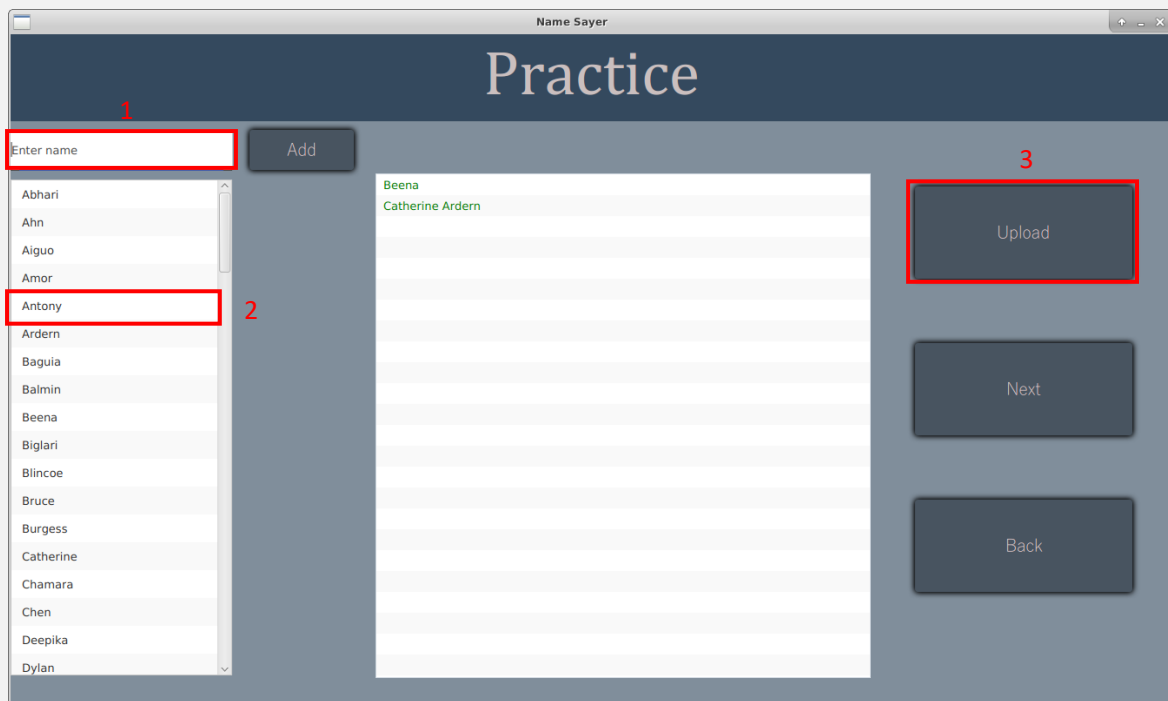 Name Sayer
Practice
1
Enter name
Add
Abhari
Ahn
Aiguo
Amor
Antony
2
Ardern
Baguia
Balmin
Beena
Biglari
Blincoe
Bruce
Burgess
Catherine
Chamara
Chen
Deepika
Dylan
Beena
Catherine Ardern
3
Upload
Next
Back